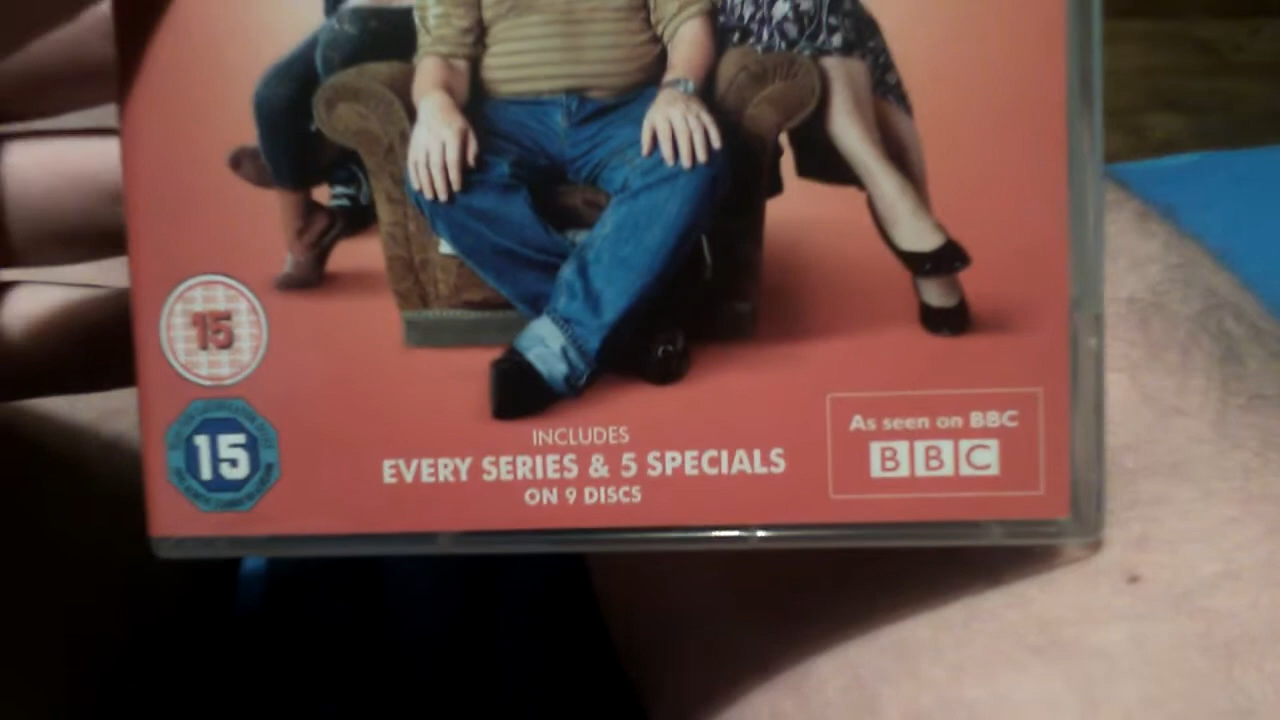 15
15
INCLUDES
EVERY SERIES & 5 SPECIALS
ON 9 DISCS
As seen on BBC
BBC